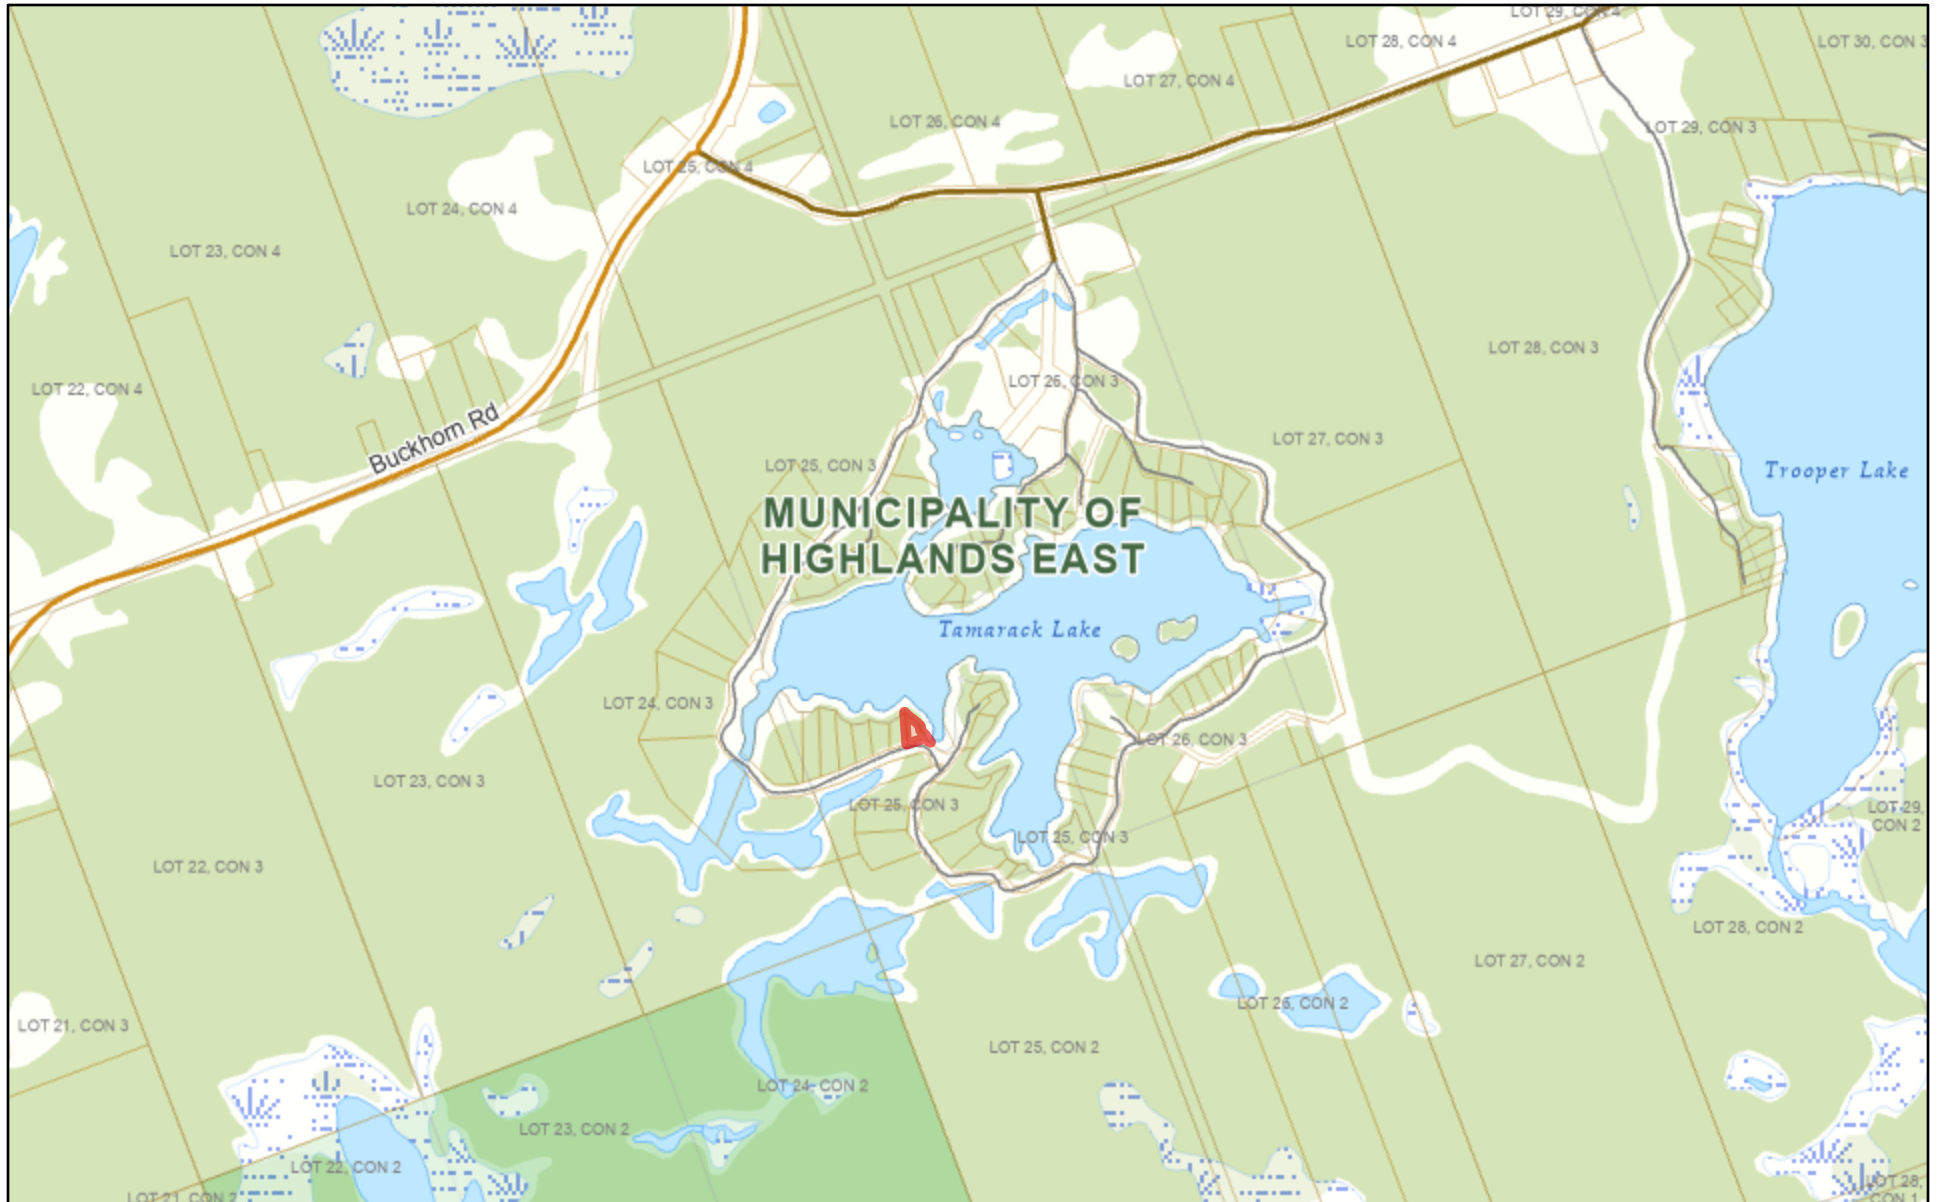 LOT 29, CON 4
LOT 28, CON 4
LOT 30, CON 3
LOT 27, CON 4
LOT 26, CON 4
LOT 29, CON 3
LOT 25, CON 4
LOT 24, CON 4
LOT 23, CON 4
LOT 28, CON 3
LOT 22, CON 4
LOT 26, CON 3
Buckhorn Rd
LOT 27, CON 3
LOT 25, CON 3
Trooper Lake
MUNICIPALITY OF
HIGHLANDS EAST
Tamarack Lake
LOT 24, CON 3
LOT 26, CON 3
LOT 23, CON 3
LOT 25, CON 3
LOT 29,
CON 2
LOT 25, CON 3
LOT 22, CON 3
LOT 28, CON 2
LOT 27, CON 2
LOT 26, CON 2
LOT 21, CON 3
LOT 25, CON 2
LOT 24, CON 2
LOT 23, CON 2
LOT 22, CON 2
LOT 21, CON 2
LOT 28,
CON 1